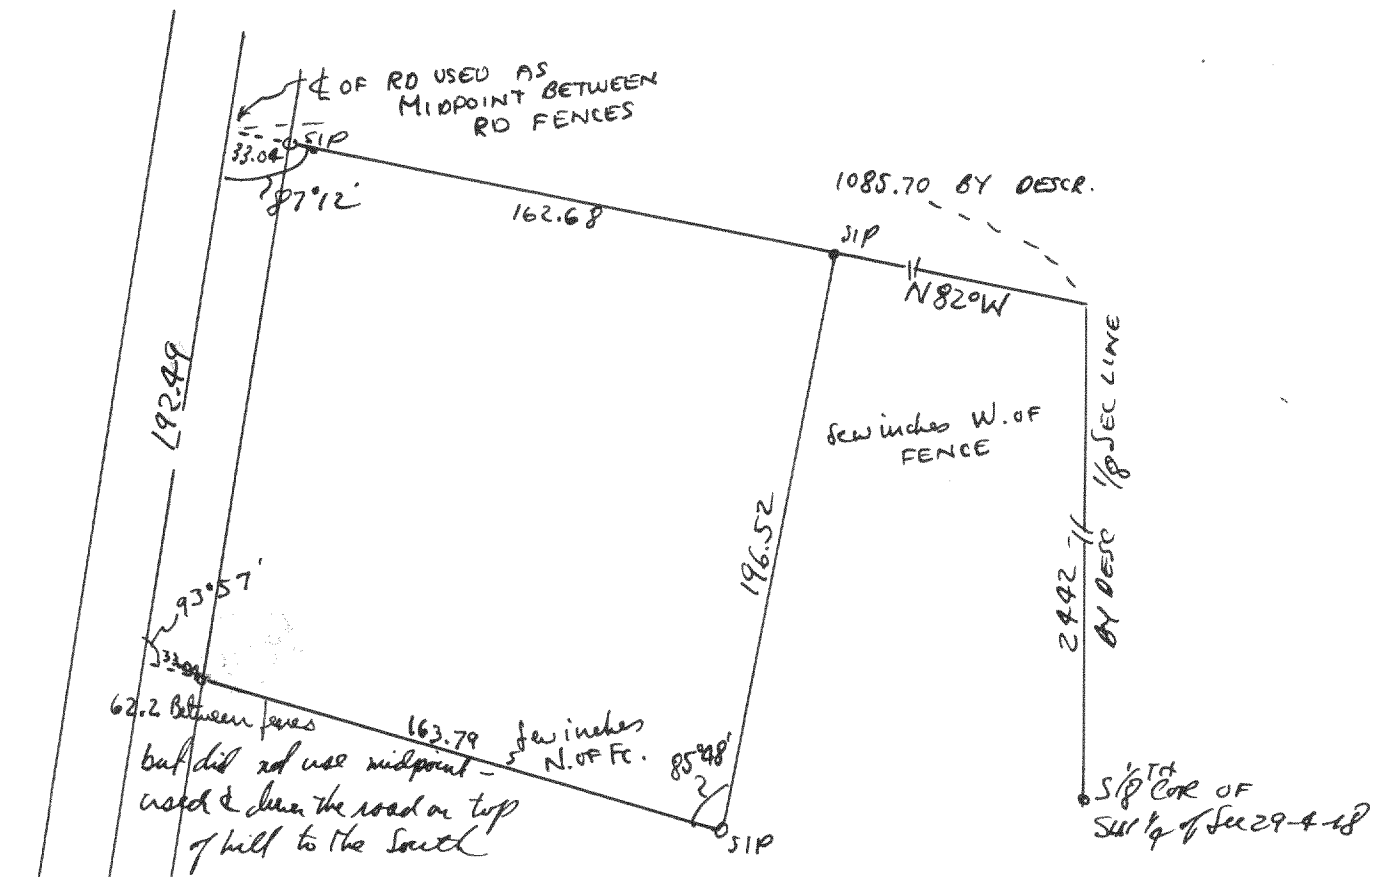 ℄ OF RD USED AS
MIDPOINT BETWEEN
RD FENCES
SIP
33.04
87°12'
162.68
1085.70 BY DESCR.
SIP
N 82° W
192.49
few inches W. OF
FENCE
196.52
2442
BY DESC 1/8 SEC LINE
93°57'
33.04
62.2 Between fences
but did not use midpoint -
used ℄ down the road on top
of hill to the South
163.79
few inches
N. OF FC.
85°48'
SIP
S 1/8TH COR OF
SW 1/4 of Sec 29-4-18